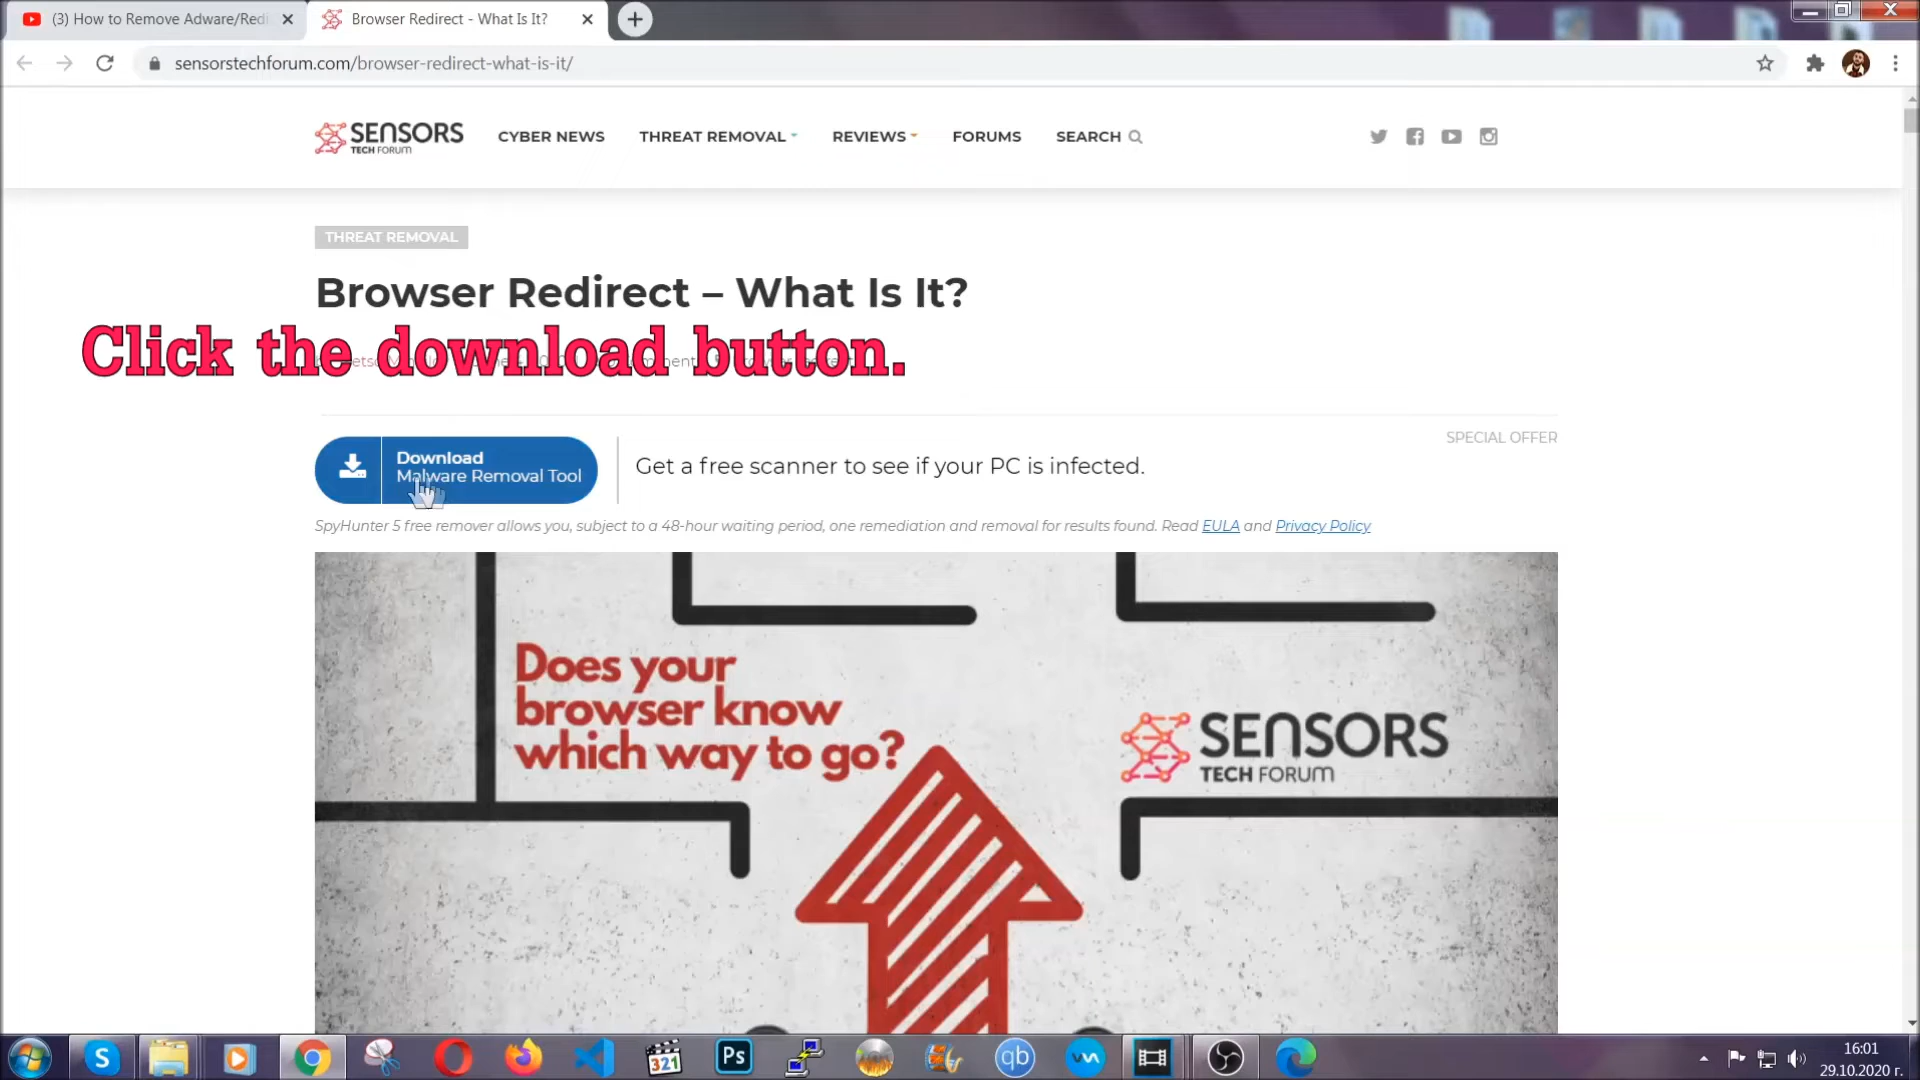 (3) How to Remove Adware/Redi
Browser Redirect - What Is It?
sensorstechforum.com/browser-redirect-what-is-it/
SENSORS
TECH FORUM
CYBER NEWS
THREAT REMOVAL
REVIEWS
FORUMS
SEARCH
THREAT REMOVAL
Browser Redirect – What Is It?
Click the download button.
SPECIAL OFFER
Download
Malware Removal Tool
Get a free scanner to see if your PC is infected.
SpyHunter 5 free remover allows you, subject to a 48-hour waiting period, one remediation and removal for results found. Read EULA and Privacy Policy
Does your
browser know
which way to go?
SENSORS
TECH FORUM
S
321
Ps
qb
16:01
29.10.2020 г.